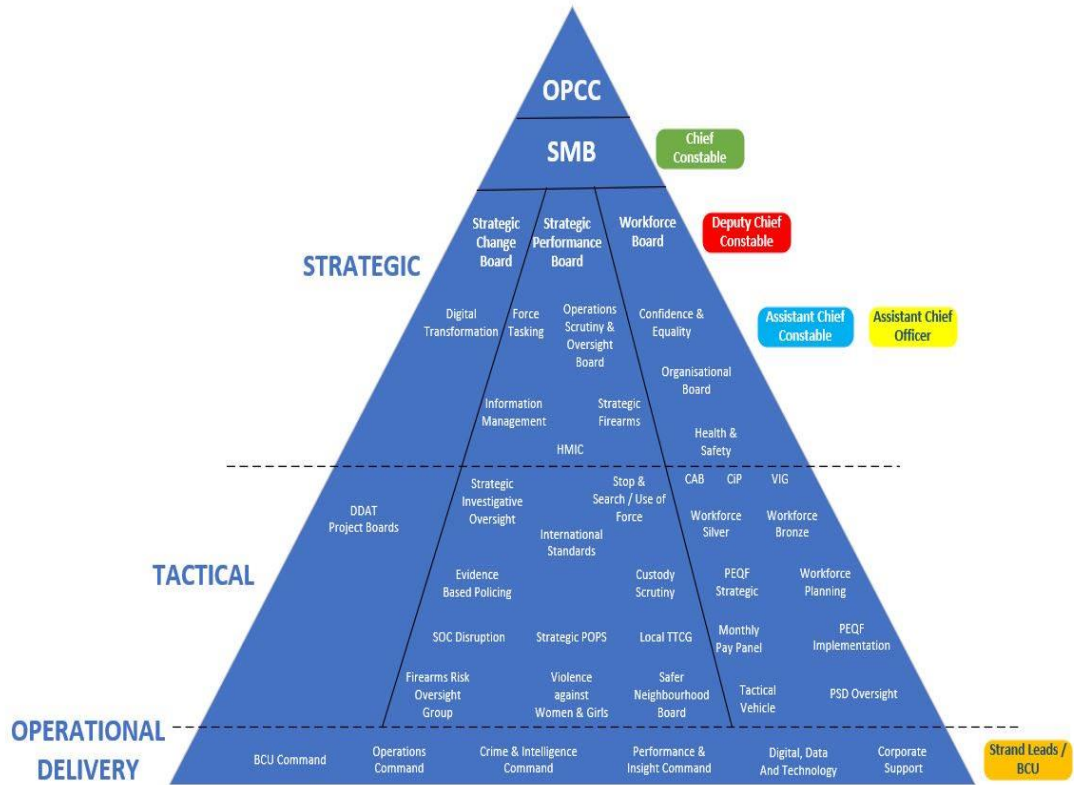 OPCC
SMB
Chief
Constable
Strategic
Change
Board
Strategic
Performance
Board
Workforce
Board
Deputy Chief
Constable
STRATEGIC
Digital
Transformation
Force
Tasking
Operations
Scrutiny &
Oversight
Board
Confidence &
Equality
Assistant Chief
Constable
Assistant Chief
Officer
Organisational
Board
Information
Management
Strategic
Firearms
HMIC
Health &
Safety
DDAT
Project Boards
Strategic
Investigative
Oversight
Stop &
Search / Use of
Force
International
Standards
CAB
CiP
VIG
Workforce
Silver
Workforce
Bronze
TACTICAL
Evidence
Based Policing
Custody
Scrutiny
PEQF
Strategic
Workforce
Planning
SOC Disruption
Strategic POPS
Local TTCG
Monthly
Pay Panel
PEQF
Implementation
Firearms Risk
Oversight
Group
Violence
against
Women & Girls
Safer
Neighbourhood
Board
Tactical
Vehicle
PSD Oversight
OPERATIONAL
DELIVERY
BCU Command
Operations
Command
Crime & Intelligence
Command
Performance &
Insight Command
Digital, Data
And Technology
Corporate
Support
Strand Leads /
BCU